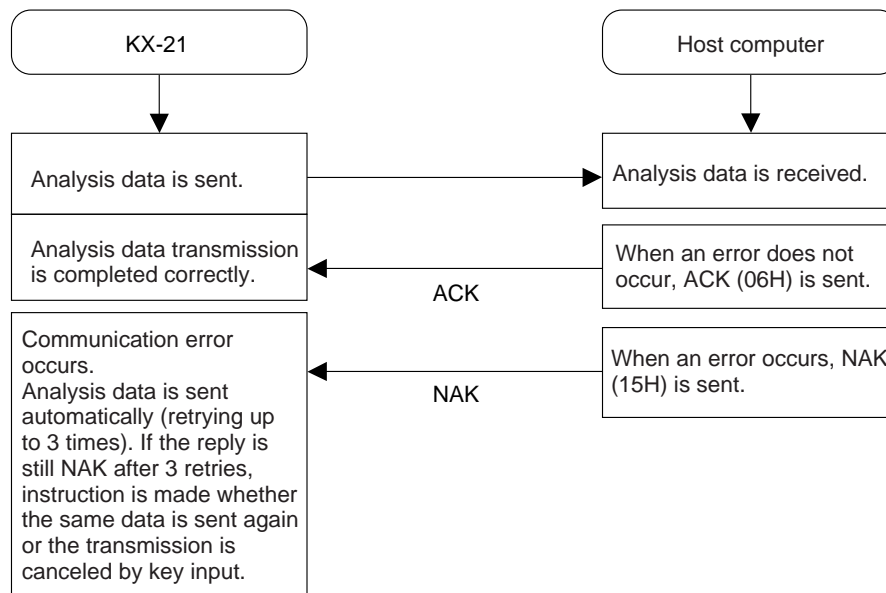 KX-21
Host computer
Analysis data is sent.
Analysis data is received.
Analysis data transmission
is completed correctly.
When an error does not
occur, ACK (06H) is sent.
ACK
Communication error
occurs.
Analysis data is sent
automatically (retrying up
to 3 times). If the reply is
still NAK after 3 retries,
instruction is made whether
the same data is sent again
or the transmission is
canceled by key input.
When an error occurs, NAK
(15H) is sent.
NAK